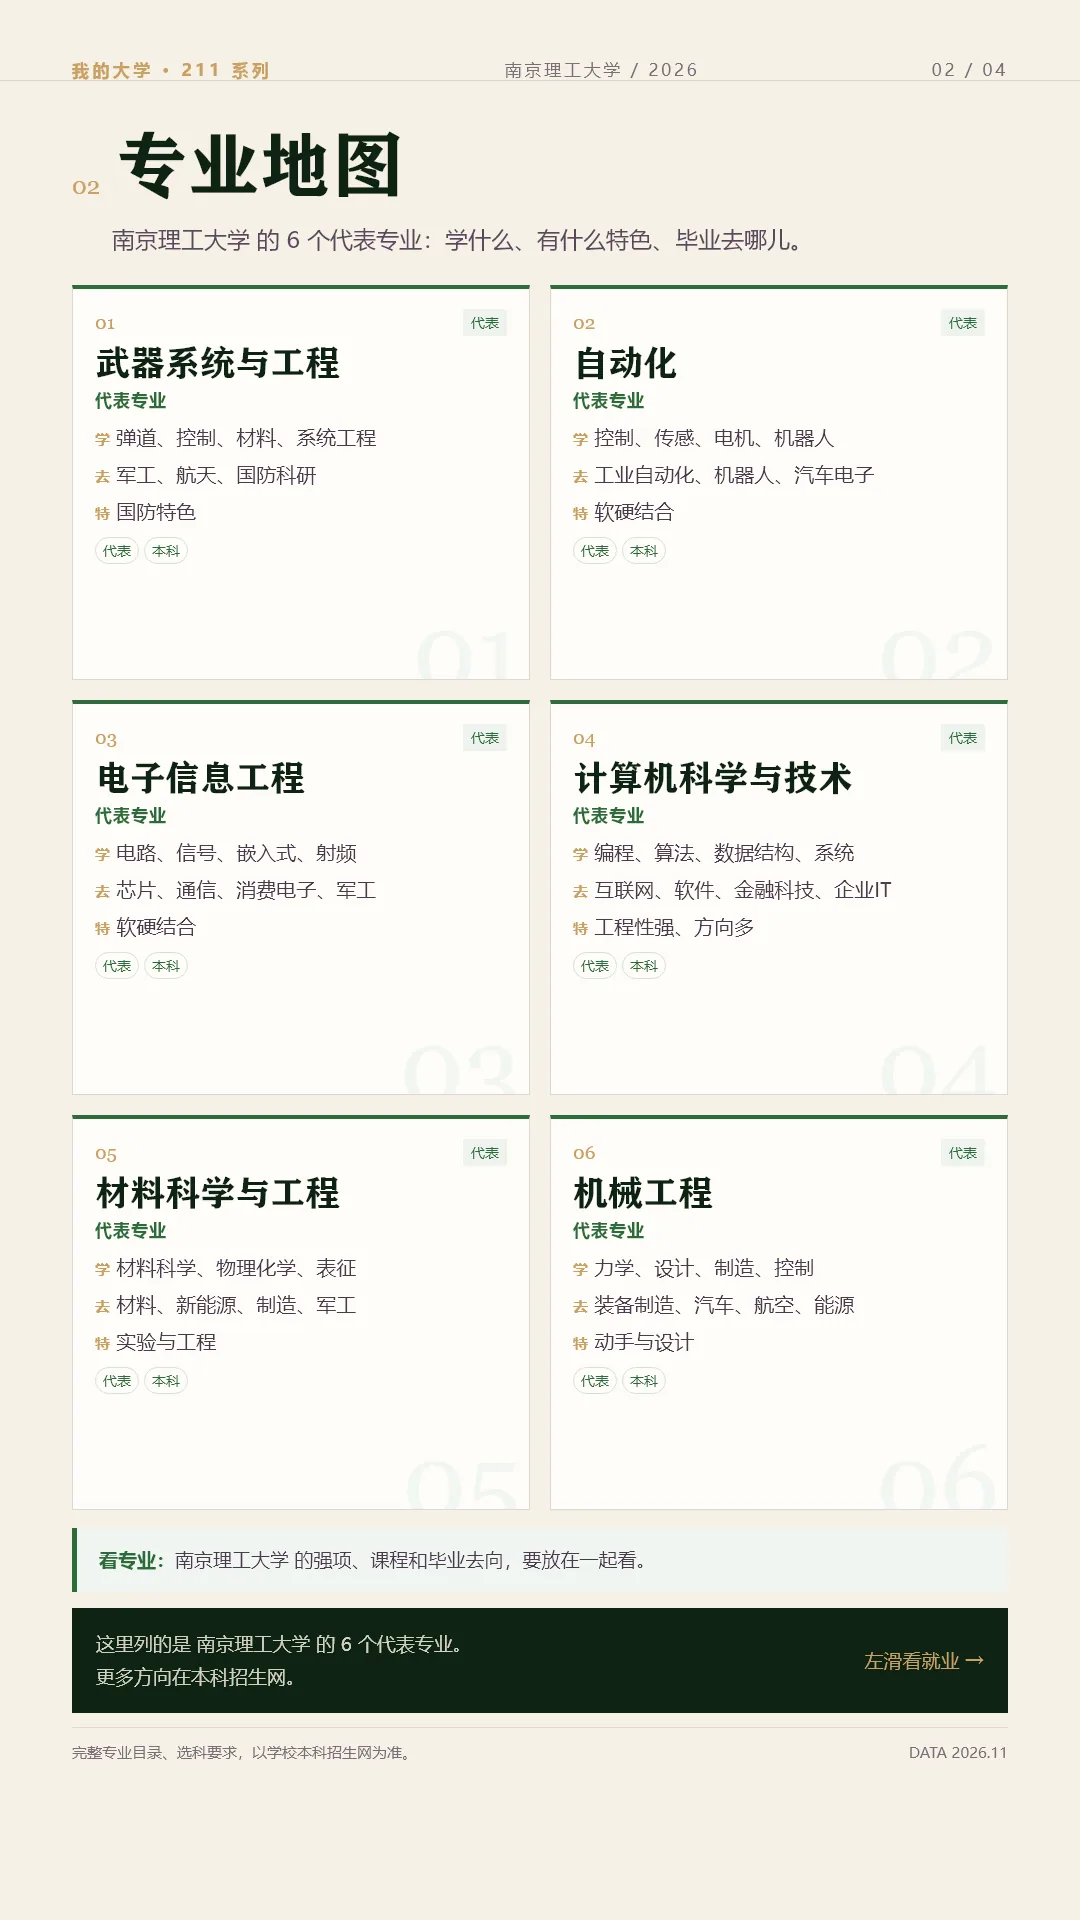 我的大学 • 211 系列
南京理工大学 / 2026
02 / 04
02 专业地图
南京理工大学 的 6 个代表专业：学什么、有什么特色、毕业去哪儿。
01
代表
武器系统与工程
代表专业
学 弹道、控制、材料、系统工程
去 军工、航天、国防科研
特 国防特色
代表 本科
01
02
代表
自动化
代表专业
学 控制、传感、电机、机器人
去 工业自动化、机器人、汽车电子
特 软硬结合
代表 本科
02
03
代表
电子信息工程
代表专业
学 电路、信号、嵌入式、射频
去 芯片、通信、消费电子、军工
特 软硬结合
代表 本科
03
04
代表
计算机科学与技术
代表专业
学 编程、算法、数据结构、系统
去 互联网、软件、金融科技、企业IT
特 工程性强、方向多
代表 本科
04
05
代表
材料科学与工程
代表专业
学 材料科学、物理化学、表征
去 材料、新能源、制造、军工
特 实验与工程
代表 本科
05
06
代表
机械工程
代表专业
学 力学、设计、制造、控制
去 装备制造、汽车、航空、能源
特 动手与设计
代表 本科
06
看专业：南京理工大学 的强项、课程和毕业去向，要放在一起看。
这里列的是 南京理工大学 的 6 个代表专业。
更多方向在本科招生网。
左滑看就业 →
完整专业目录、选科要求，以学校本科招生网为准。
DATA 2026.11